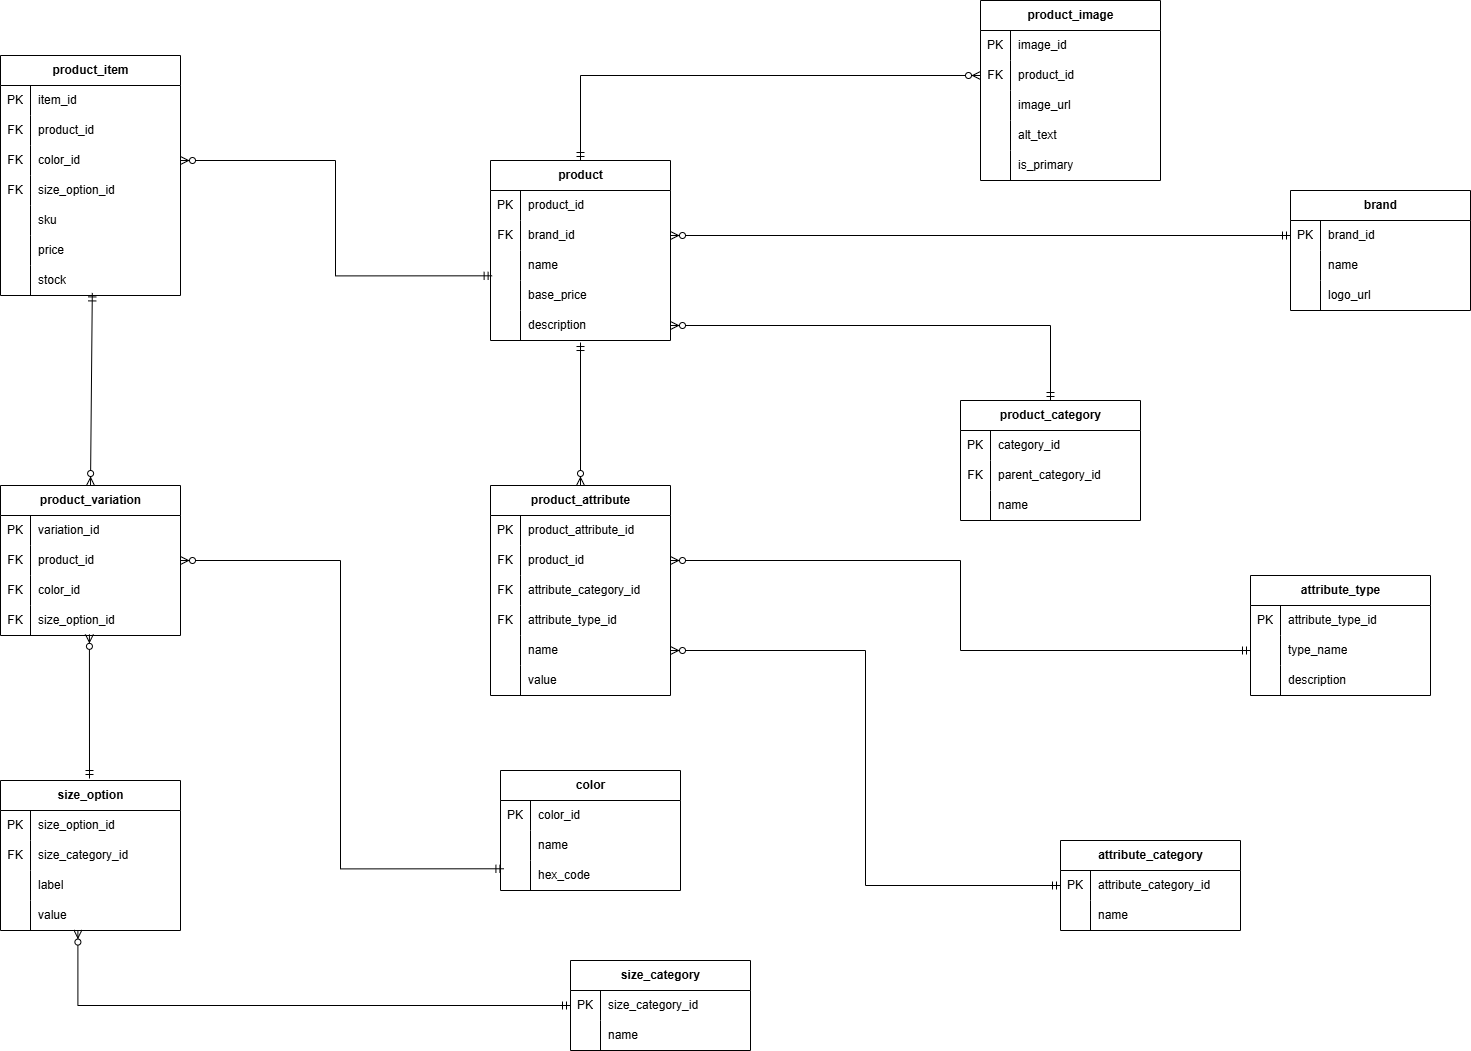 product_image
PK image_id
FK product_id
image_url
alt_text
is_primary
product_item
PK item_id
FK product_id
FK color_id
FK size_option_id
sku
price
stock
product
PK product_id
FK brand_id
name
base_price
description
brand
PK brand_id
name
logo_url
product_category
PK category_id
FK parent_category_id
name
product_variation
PK variation_id
FK product_id
FK color_id
FK size_option_id
product_attribute
PK product_attribute_id
FK product_id
FK attribute_category_id
FK attribute_type_id
name
value
attribute_type
PK attribute_type_id
type_name
description
size_option
PK size_option_id
FK size_category_id
label
value
color
PK color_id
name
hex_code
attribute_category
PK attribute_category_id
name
size_category
PK size_category_id
name